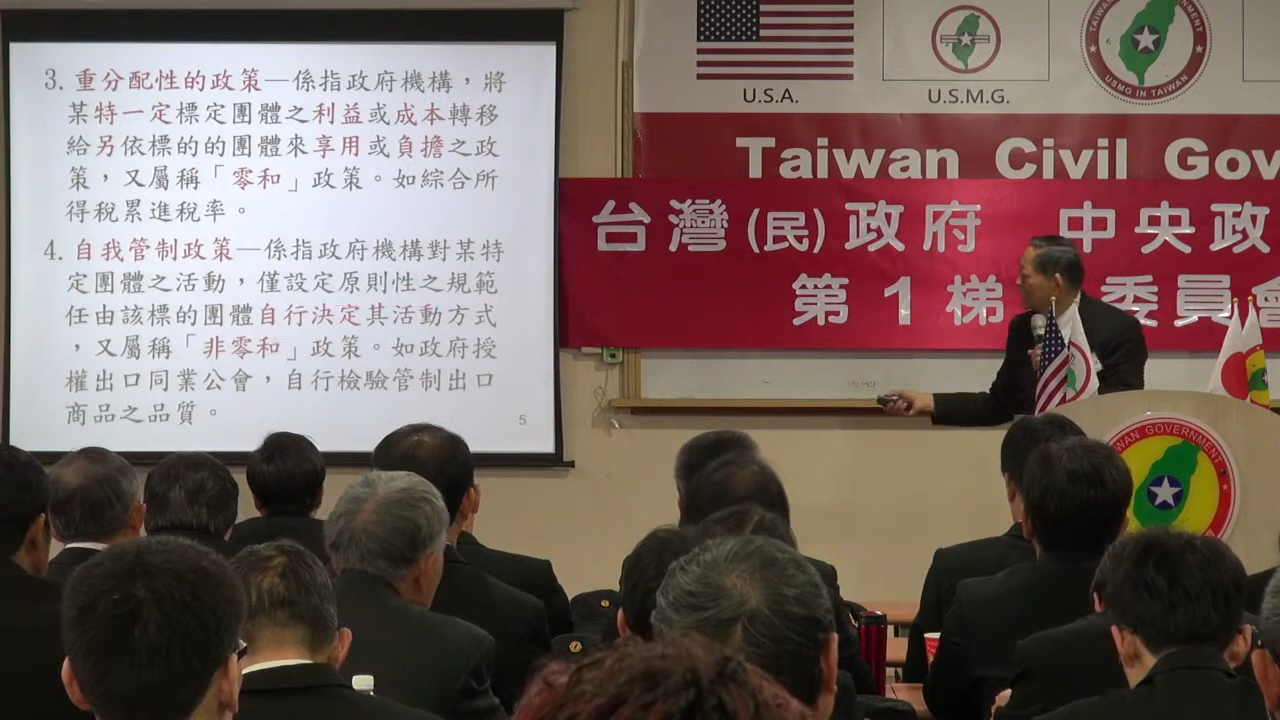 3. 重分配性的政策—係指政府機構，將
某特一定標定團體之利益或成本轉移
給另依標的的團體來享用或負擔之政
策，又屬稱「零和」政策。如綜合所
得稅累進稅率。
4. 自我管制政策—係指政府機構對某特
定團體之活動，僅設定原則性之規範
任由該標的團體自行決定其活動方式
，又屬稱「非零和」政策。如政府授
權出口同業公會，自行檢驗管制出口
商品之品質。
5
U.S.A.
U.S.M.G.
TAIWAN GOVERNMENT
USMG IN TAIWAN
Taiwan Civil Gov
台灣(民)政府 中央政
第1梯 委員會
WAN GOVERNMENT